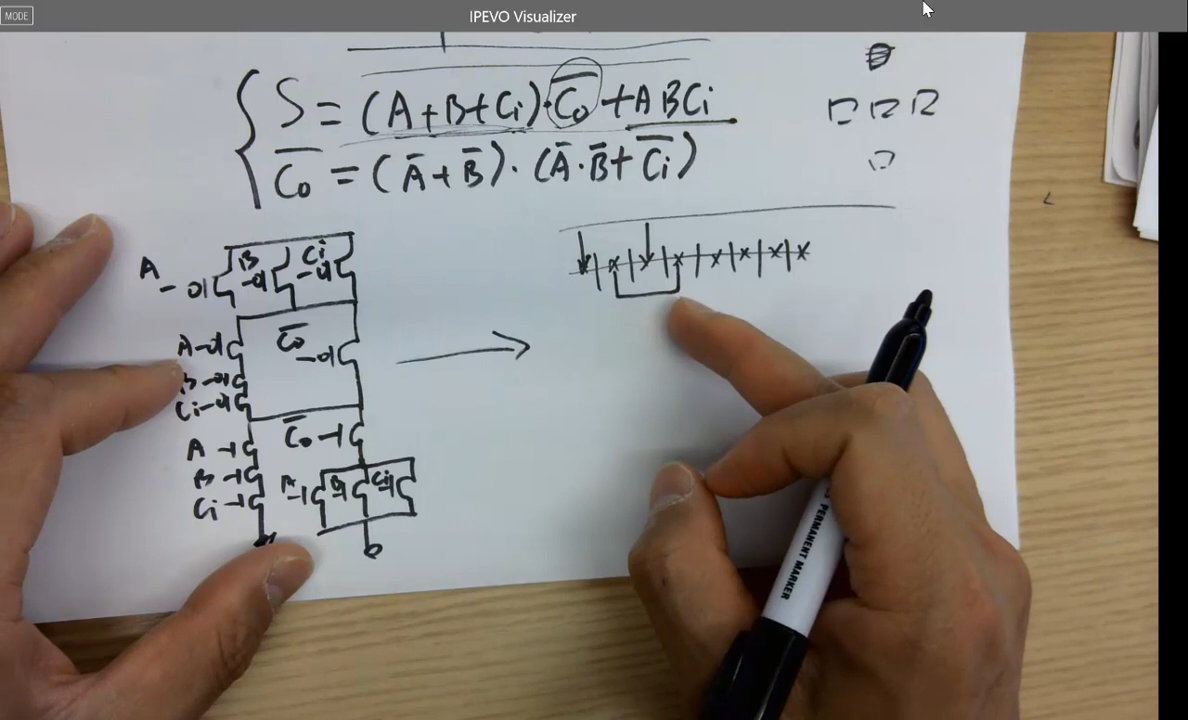 MODE
IPEVO Visualizer
S = (A+B+Ci)·C̅o̅ + ABCi
C̅o̅ = (A̅+B̅)·(A̅·B̅+C̅i̅)
A B Ci
A C̅o̅
B
Ci
A C̅o̅
B A B Ci
Ci
PERMANENT MARKER